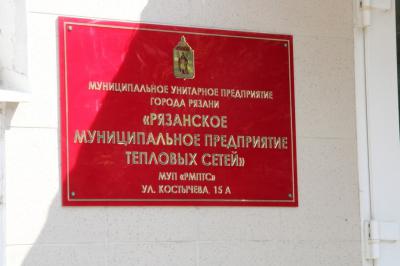 МУНИЦИПАЛЬНОЕ УНИТАРНОЕ ПРЕДПРИЯТИЕ
ГОРОДА РЯЗАНИ
«РЯЗАНСКОЕ
МУНИЦИПАЛЬНОЕ ПРЕДПРИЯТИЕ
ТЕПЛОВЫХ СЕТЕЙ»
МУП «РМПТС»
УЛ. КОСТЫЧЕВА, 15 А